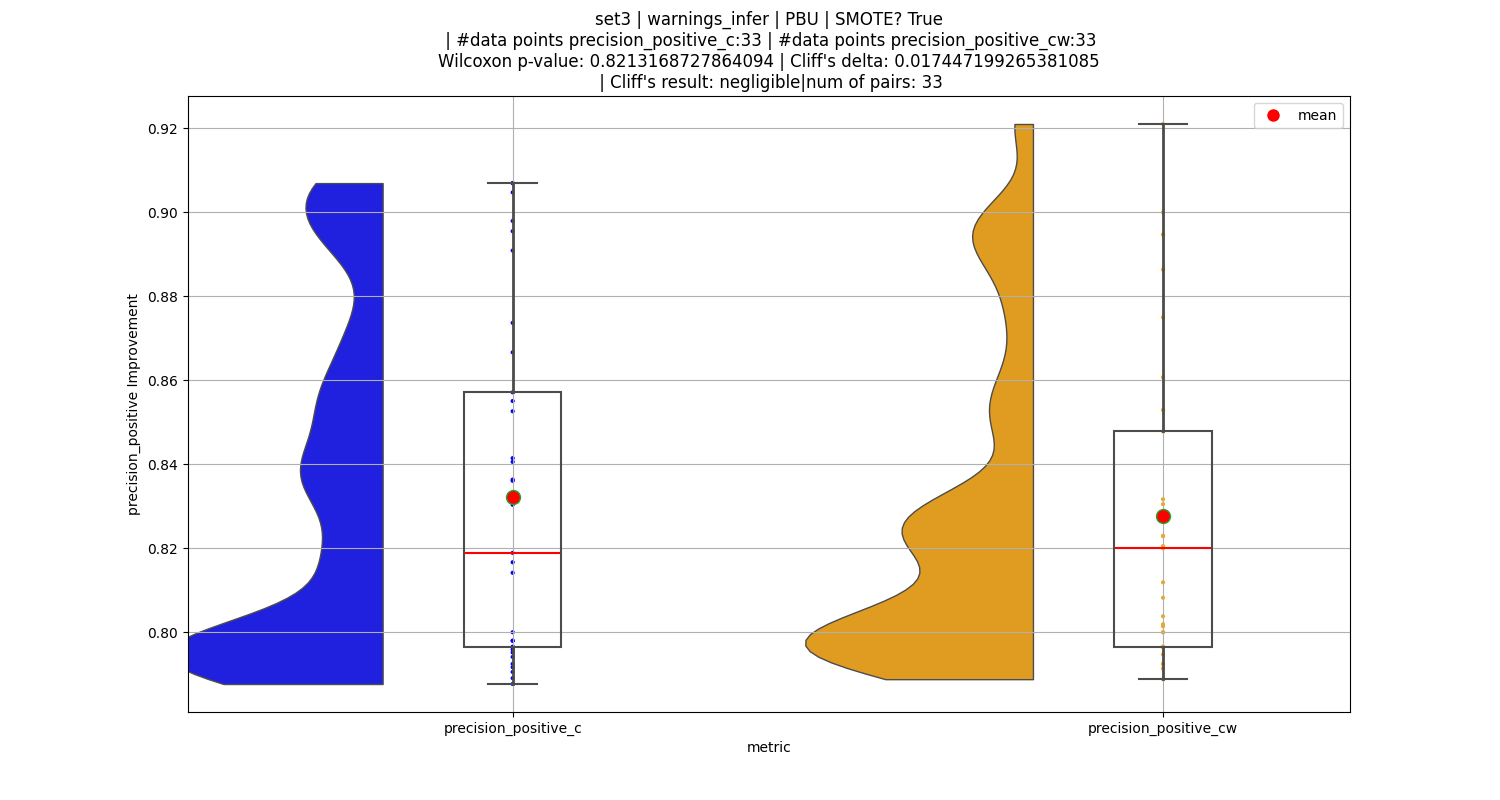 set3 | warnings_infer | PBU | SMOTE? True
| #data points precision_positive_c:33 | #data points precision_positive_cw:33
Wilcoxon p-value: 0.8213168727864094 | Cliff's delta: 0.017447199265381085
| Cliff's result: negligible|num of pairs: 33
mean
0.92
0.90
0.88
0.86
0.84
0.82
0.80
precision_positive Improvement
precision_positive_c
precision_positive_cw
metric